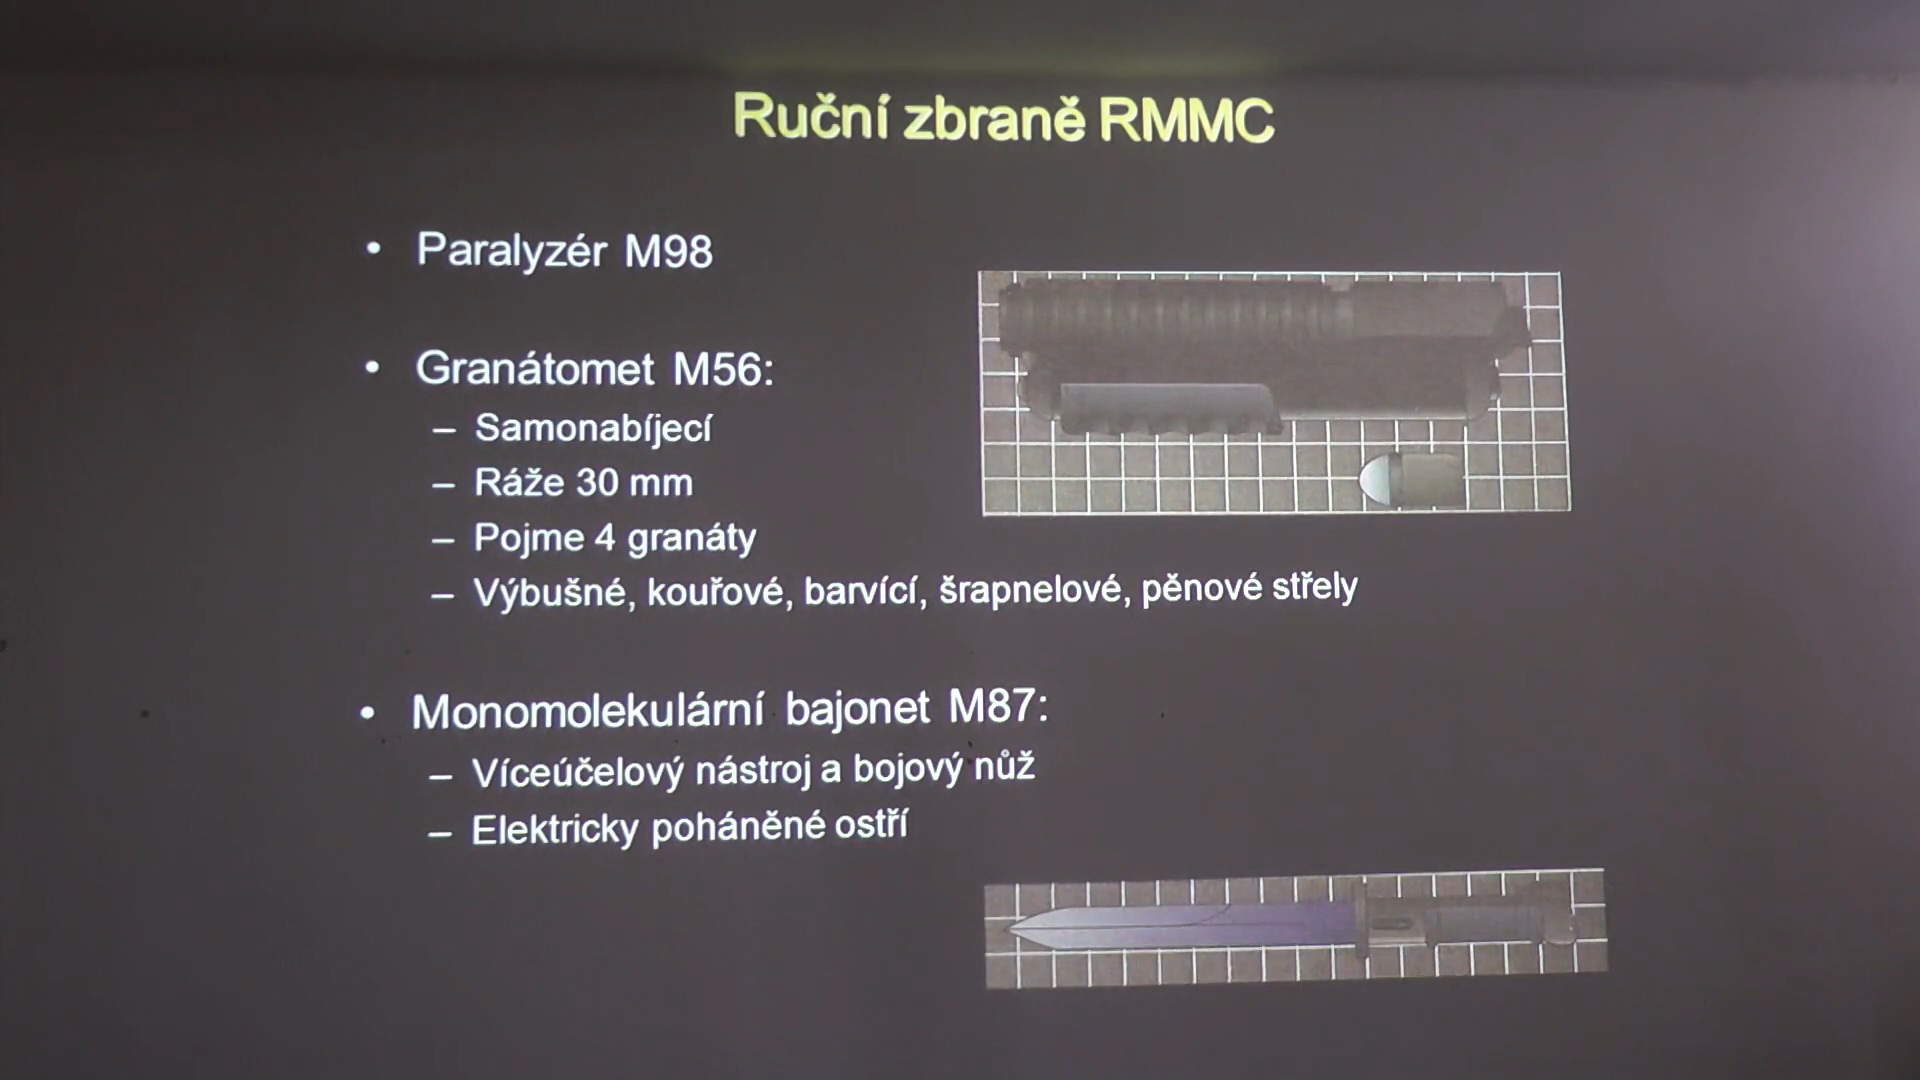 Ruční zbraně RMMC
• Paralyzér M98
• Granátomet M56:
– Samonabíjecí
– Ráže 30 mm
– Pojme 4 granáty
– Výbušné, kouřové, barvící, šrapnelové, pěnové střely
• Monomolekulární bajonet M87:
– Víceúčelový nástroj a bojový nůž
– Elektricky poháněné ostří